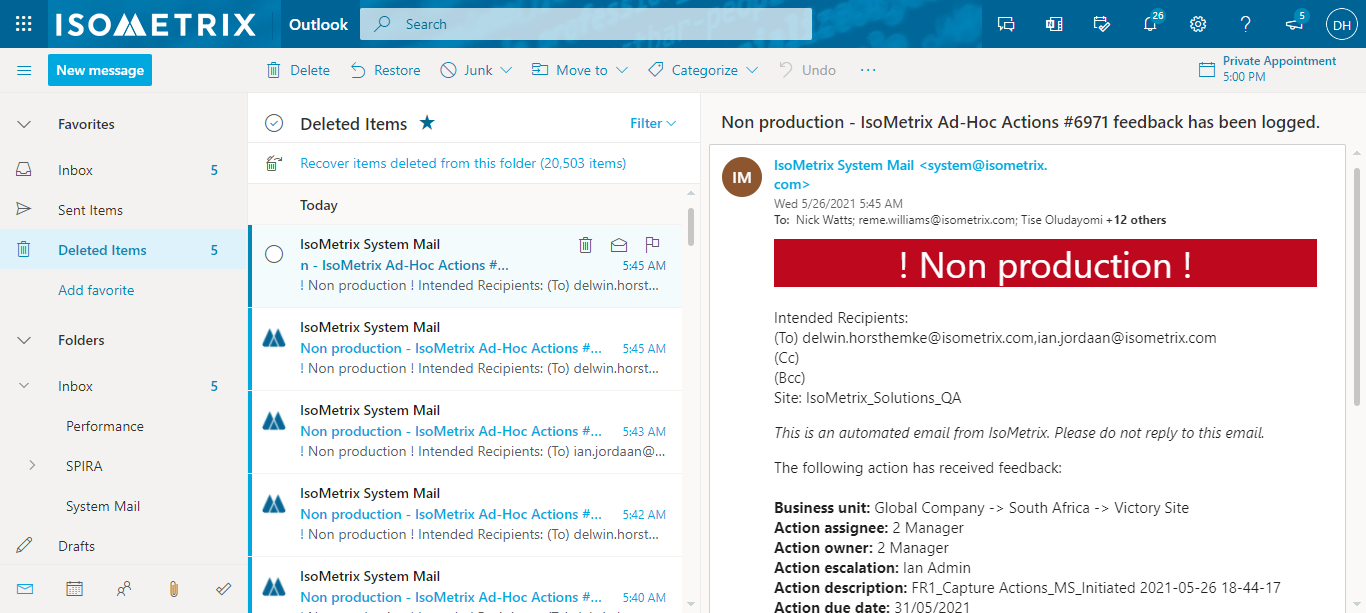 ISOMETRIX
Outlook
Search
26
5
DH
New message
Delete
Restore
Junk
Move to
Categorize
Undo
Private Appointment
5:00 PM
Favorites
Inbox 5
Sent Items
Deleted Items 5
Add favorite
Folders
Inbox 5
Performance
SPIRA
System Mail
Drafts
Deleted Items
Filter
Recover items deleted from this folder (20,503 items)
Today
IsoMetrix System Mail
n - IsoMetrix Ad-Hoc Actions #... 5:45 AM
! Non production ! Intended Recipients: (To) delwin.horst...
IsoMetrix System Mail
Non production - IsoMetrix Ad-Hoc Actions #... 5:45 AM
! Non production ! Intended Recipients: (To) delwin.horst...
IsoMetrix System Mail
Non production - IsoMetrix Ad-Hoc Actions #... 5:43 AM
! Non production ! Intended Recipients: (To) ian.jordaan@...
IsoMetrix System Mail
Non production - IsoMetrix Ad-Hoc Actions #... 5:42 AM
! Non production ! Intended Recipients: (To) delwin.horst...
IsoMetrix System Mail
Non production - IsoMetrix Ad-Hoc Actions #... 5:40 AM
Non production - IsoMetrix Ad-Hoc Actions #6971 feedback has been logged.
IM
IsoMetrix System Mail <system@isometrix.
com>
Wed 5/26/2021 5:45 AM
To: Nick Watts; reme.williams@isometrix.com; Tise Oludayomi +12 others
! Non production !
Intended Recipients:
(To) delwin.horsthemke@isometrix.com,ian.jordaan@isometrix.com
(Cc)
(Bcc)
Site: IsoMetrix_Solutions_QA
This is an automated email from IsoMetrix. Please do not reply to this email.
The following action has received feedback:
Business unit: Global Company -> South Africa -> Victory Site
Action assignee: 2 Manager
Action owner: 2 Manager
Action escalation: Ian Admin
Action description: FR1_Capture Actions_MS_Initiated 2021-05-26 18-44-17
Action due date: 31/05/2021